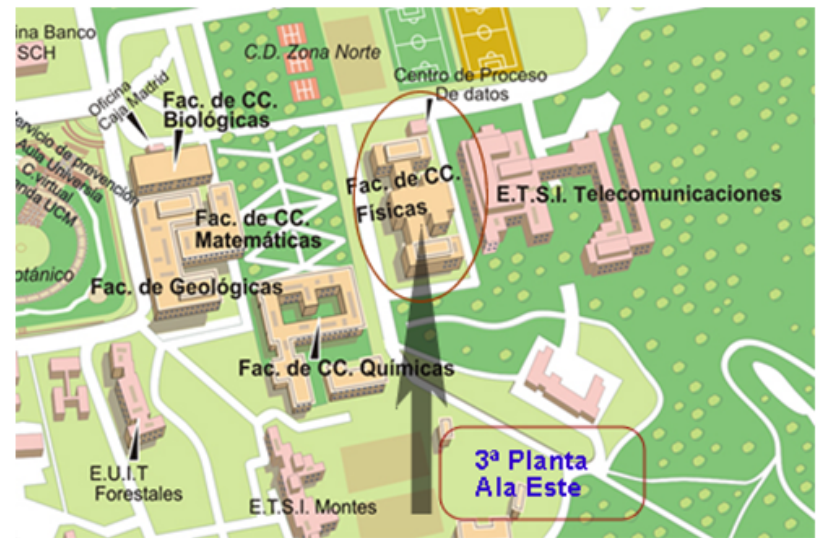 ina Banco
SCH
C.D. Zona Norte
Centro de Proceso
De datos
Oficina
Caja Madrid
Fac. de CC.
Biológicas
Servicio de prevención
Aula Universia
C.virtual
anda UCM
Fac. de CC.
Físicas
E.T.S.I. Telecomunicaciones
Fac. de CC.
Matemáticas
otánico
Fac. de Geológicas
Fac. de CC. Químicas
3ª Planta
Ala Este
E.U.I.T
Forestales
E.T.S.I. Montes